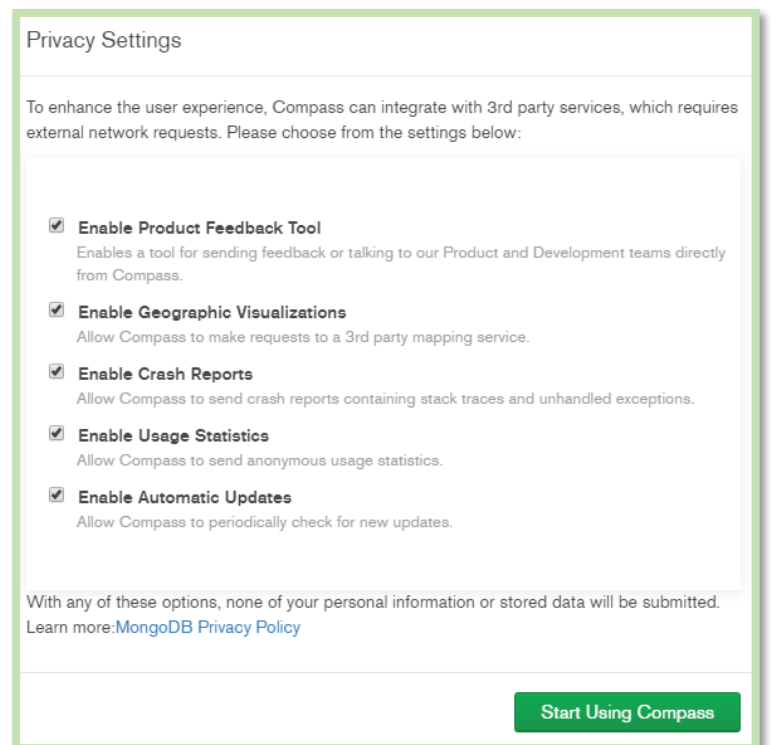 Privacy Settings
To enhance the user experience, Compass can integrate with 3rd party services, which requires
external network requests. Please choose from the settings below:
Enable Product Feedback Tool
Enables a tool for sending feedback or talking to our Product and Development teams directly
from Compass.
Enable Geographic Visualizations
Allow Compass to make requests to a 3rd party mapping service.
Enable Crash Reports
Allow Compass to send crash reports containing stack traces and unhandled exceptions.
Enable Usage Statistics
Allow Compass to send anonymous usage statistics.
Enable Automatic Updates
Allow Compass to periodically check for new updates.
With any of these options, none of your personal information or stored data will be submitted.
Learn more:MongoDB Privacy Policy
Start Using Compass